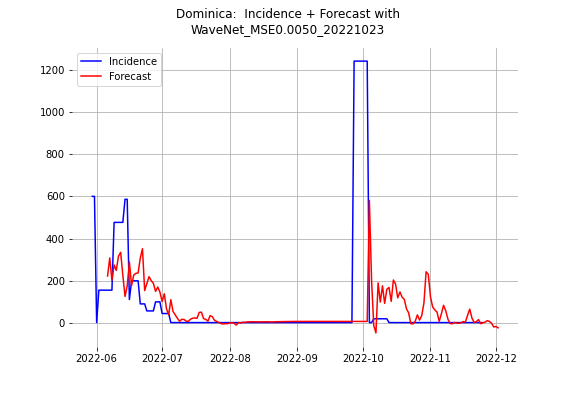 Dominica:  Incidence + Forecast with
WaveNet_MSE0.0050_20221023
Incidence
Forecast
1200
1000
800
600
400
200
0
2022-06 2022-07 2022-08 2022-09 2022-10 2022-11 2022-12